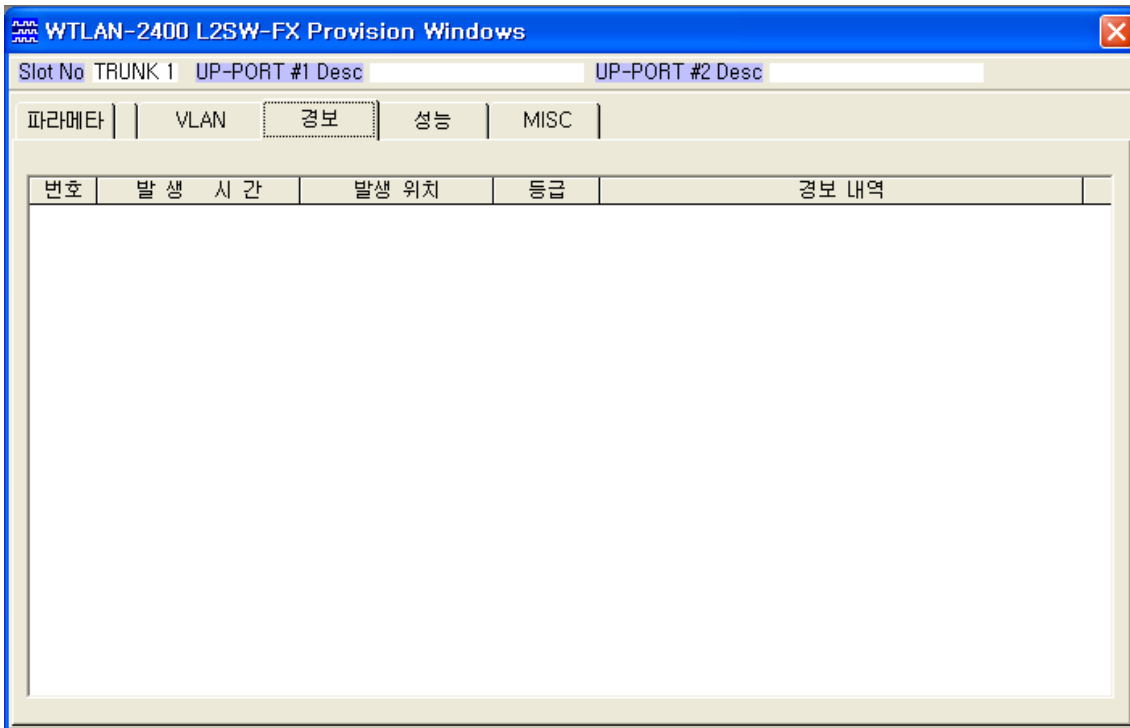 WTLAN-2400 L2SW-FX Provision Windows
Slot No TRUNK 1 UP-PORT #1 Desc UP-PORT #2 Desc
파라메타 VLAN 경보 성능 MISC
번호 발 생 시 간 발생 위치 등급 경보 내역